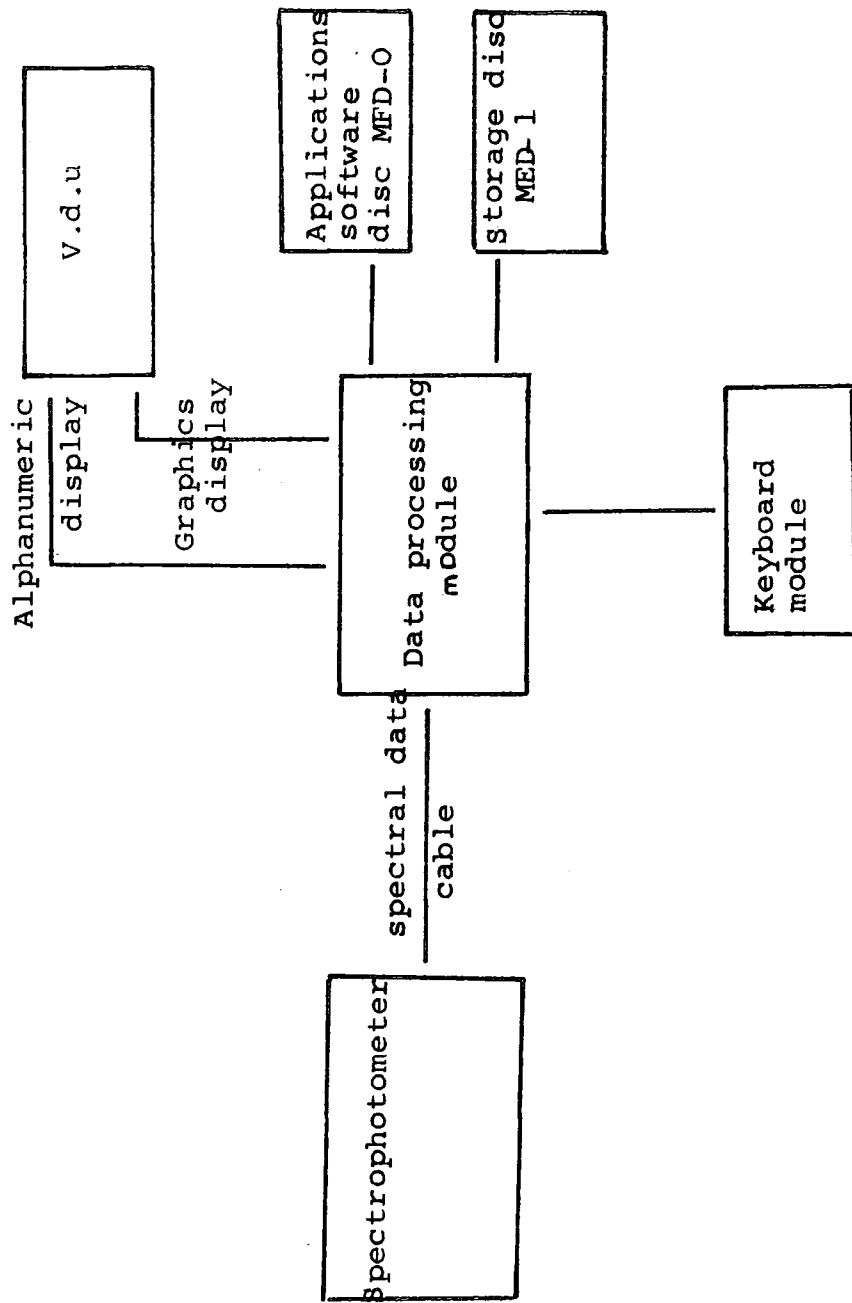 Alphanumeric
display
V.d.u
Graphics
display
Applications
software
disc MFD-O
Storage disc
MED-1
spectral data
cable
Data processing
module
Spectrophotometer
Keyboard
module